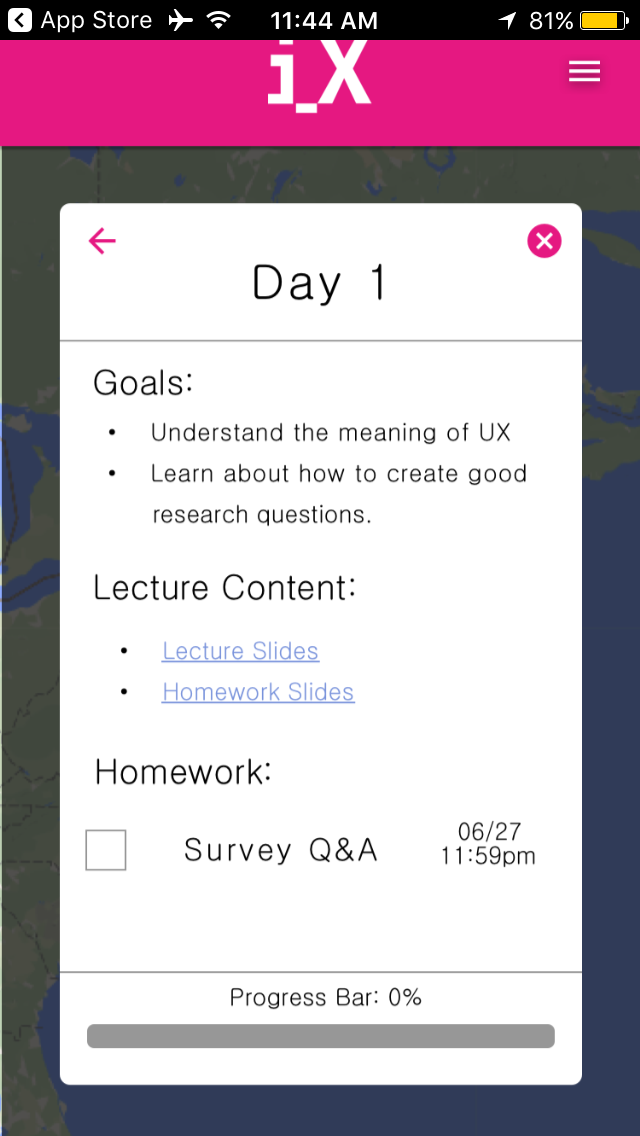 App Store
11:44 AM
81%
i_X
Day 1
Goals:
• Understand the meaning of UX
• Learn about how to create good
research questions.
Lecture Content:
• Lecture Slides
• Homework Slides
Homework:
Survey Q&A
06/27
11:59pm
Progress Bar: 0%